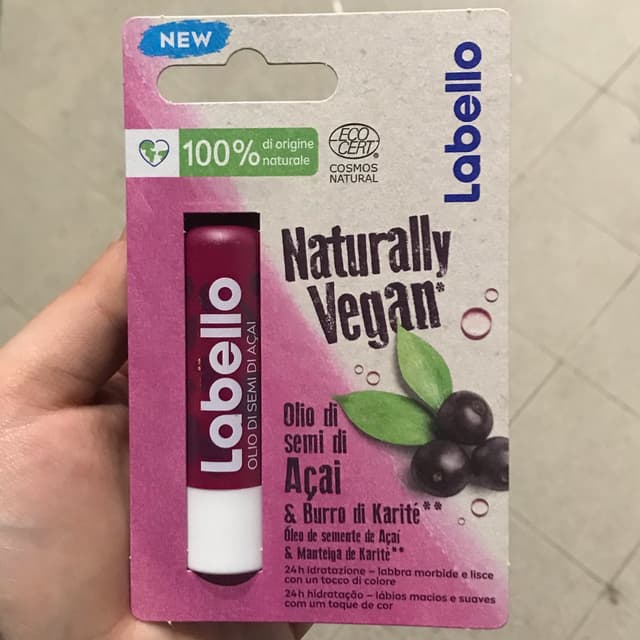 NEW
Labello
100% di origine
naturale
ECO
CERT®
COSMOS
NATURAL
Naturally
Vegan*
Labello
OLIO DI SEMI DI AÇAI
Olio di
semi di
Açai
& Burro di Karité**
Óleo de semente de Açaí
& Manteiga de Karité**
24h idratazione – labbra morbide e lisce
con un tocco di colore
24h hidratação – lábios macios e suaves
com um toque de cor